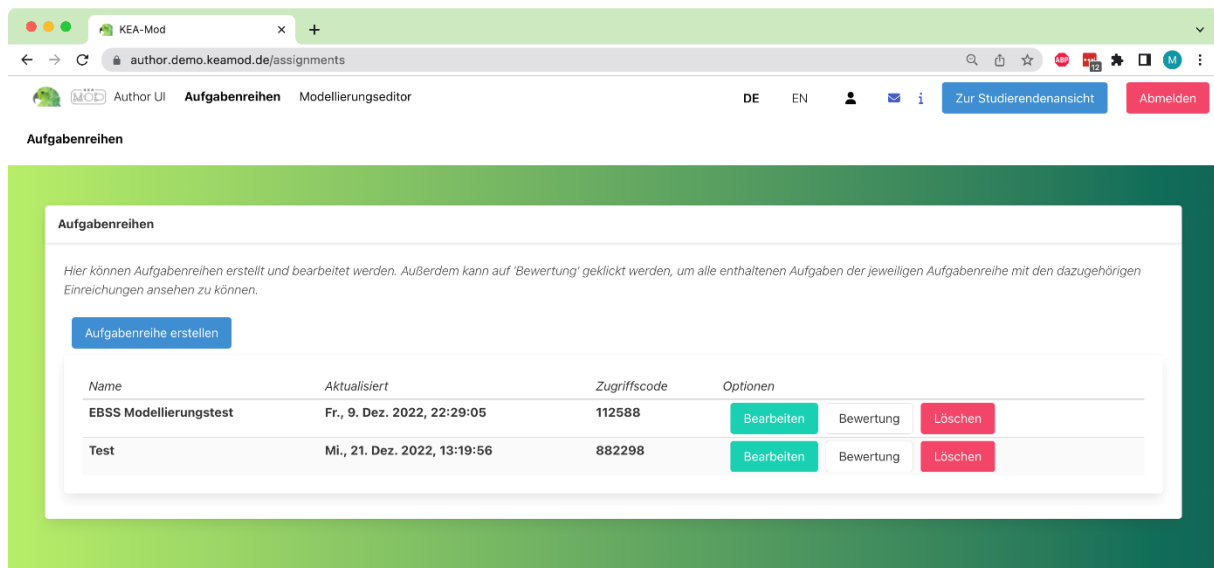 KEA-Mod
author.demo.keamod.de/assignments
ABP
12
M
MOD Author UI Aufgabenreihen Modellierungseditor DE EN i Zur Studierendenansicht Abmelden
Aufgabenreihen
Aufgabenreihen
Hier können Aufgabenreihen erstellt und bearbeitet werden. Außerdem kann auf 'Bewertung' geklickt werden, um alle enthaltenen Aufgaben der jeweiligen Aufgabenreihe mit den dazugehörigen
Einreichungen ansehen zu können.
Aufgabenreihe erstellen
Name Aktualisiert Zugriffscode Optionen
EBSS Modellierungstest Fr., 9. Dez. 2022, 22:29:05 112588 Bearbeiten Bewertung Löschen
Test Mi., 21. Dez. 2022, 13:19:56 882298 Bearbeiten Bewertung Löschen